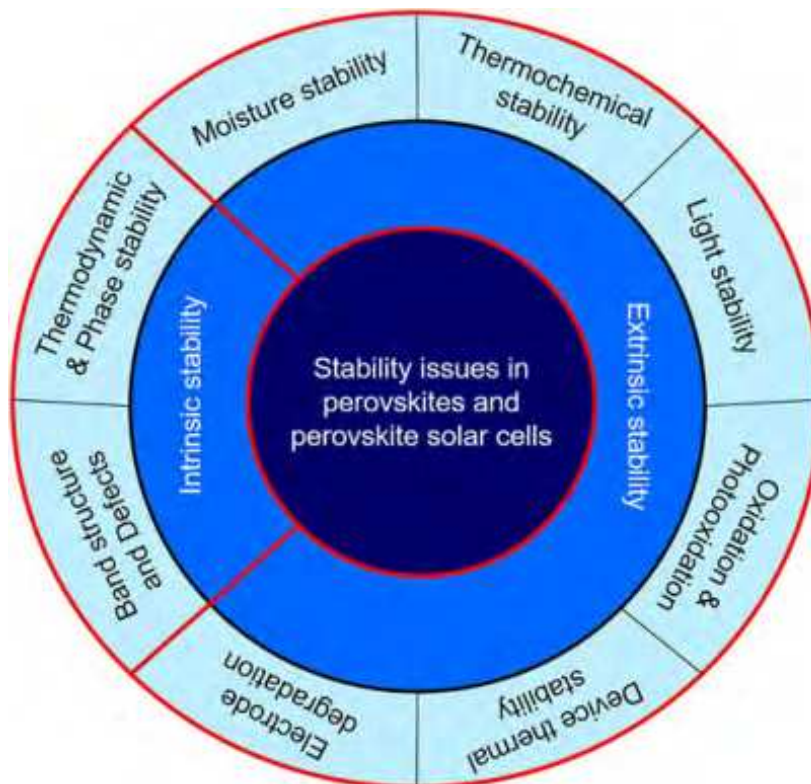 Moisture stability
Thermochemical
stability
Light stability
Oxidation &
Photooxidation
Device thermal
stability
Electrode
degradation
Band structure
and Defects
Thermodynamic
& Phase stability
Intrinsic stability
Extrinsic stability
Stability issues in
perovskites and
perovskite solar cells